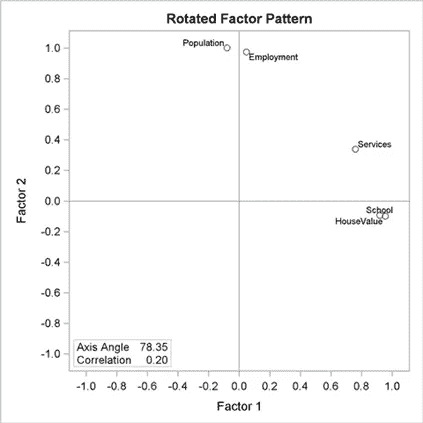 Rotated Factor Pattern
1.0
0.8
0.6
0.4
0.2
0.0
-0.2
-0.4
-0.6
-0.8
-1.0
Factor 2
Population
Employment
Services
School
HouseValue
Axis Angle 78.35
Correlation 0.20
-1.0 -0.8 -0.6 -0.4 -0.2 0.0 0.2 0.4 0.6 0.8 1.0
Factor 1